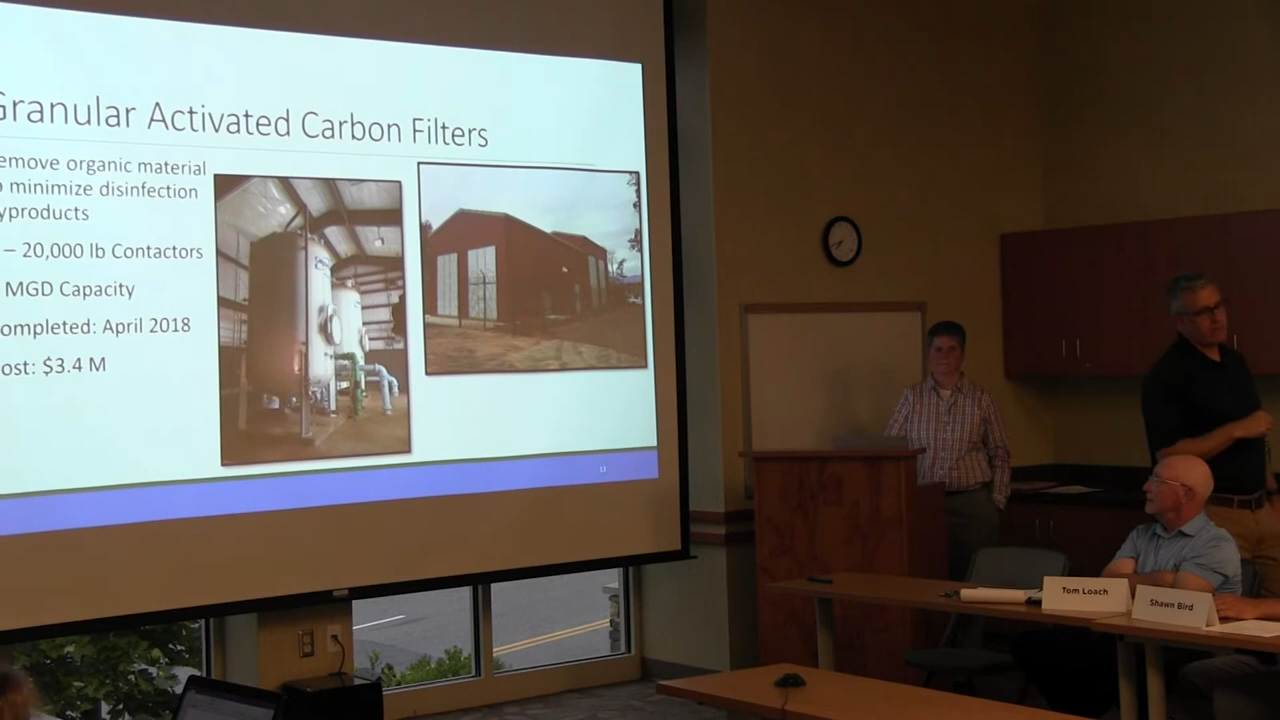 Granular Activated Carbon Filters
emove organic material
o minimize disinfection
yproducts
– 20,000 lb Contactors
MGD Capacity
ompleted: April 2018
ost: $3.4 M
13
Tom Loach
Shawn Bird